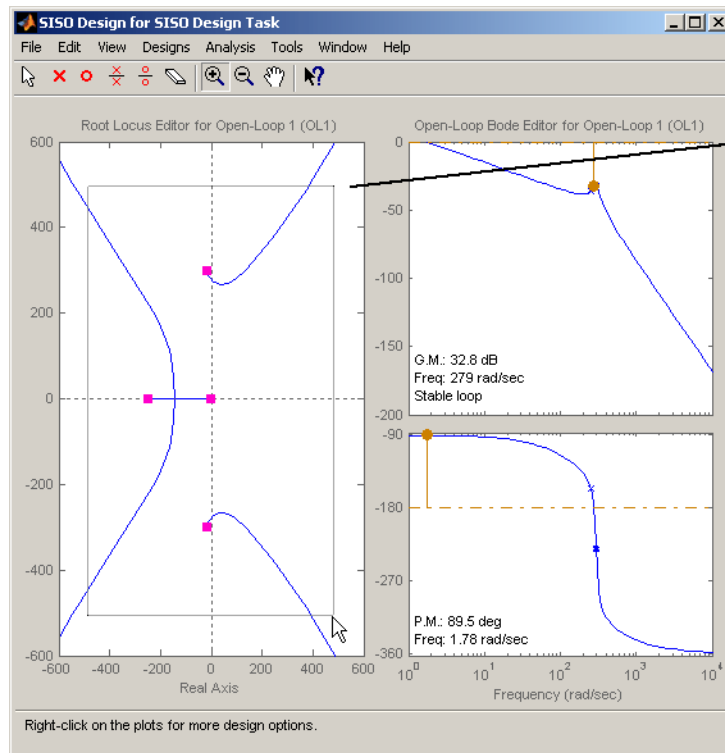 SISO Design for SISO Design Task
File Edit View Designs Analysis Tools Window Help
Root Locus Editor for Open-Loop 1 (OL1)
600
400
200
0
-200
-400
-600
-600 -400 -200 0 200 400 600
Real Axis
Open-Loop Bode Editor for Open-Loop 1 (OL1)
0
-50
-100
-150
-200
G.M.: 32.8 dB
Freq: 279 rad/sec
Stable loop
-90
-180
-270
-360
P.M.: 89.5 deg
Freq: 1.78 rad/sec
10^0 10^1 10^2 10^3 10^4
Frequency (rad/sec)
Right-click on the plots for more design options.